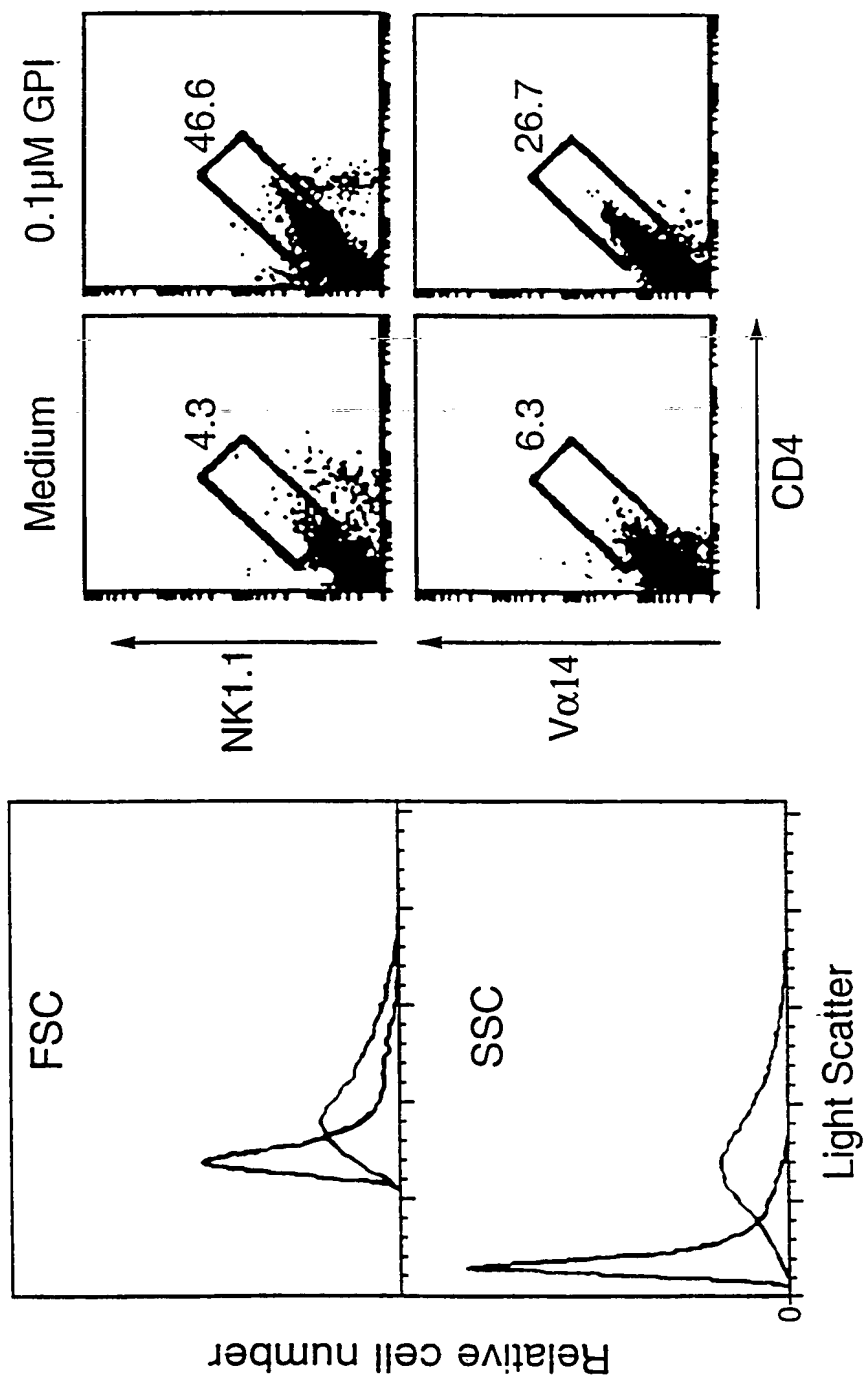 Relative cell number
FSC
SSC
0
Light Scatter
Medium
0.1µM GPI
NK1.1
4.3
46.6
Vα14
6.3
26.7
CD4